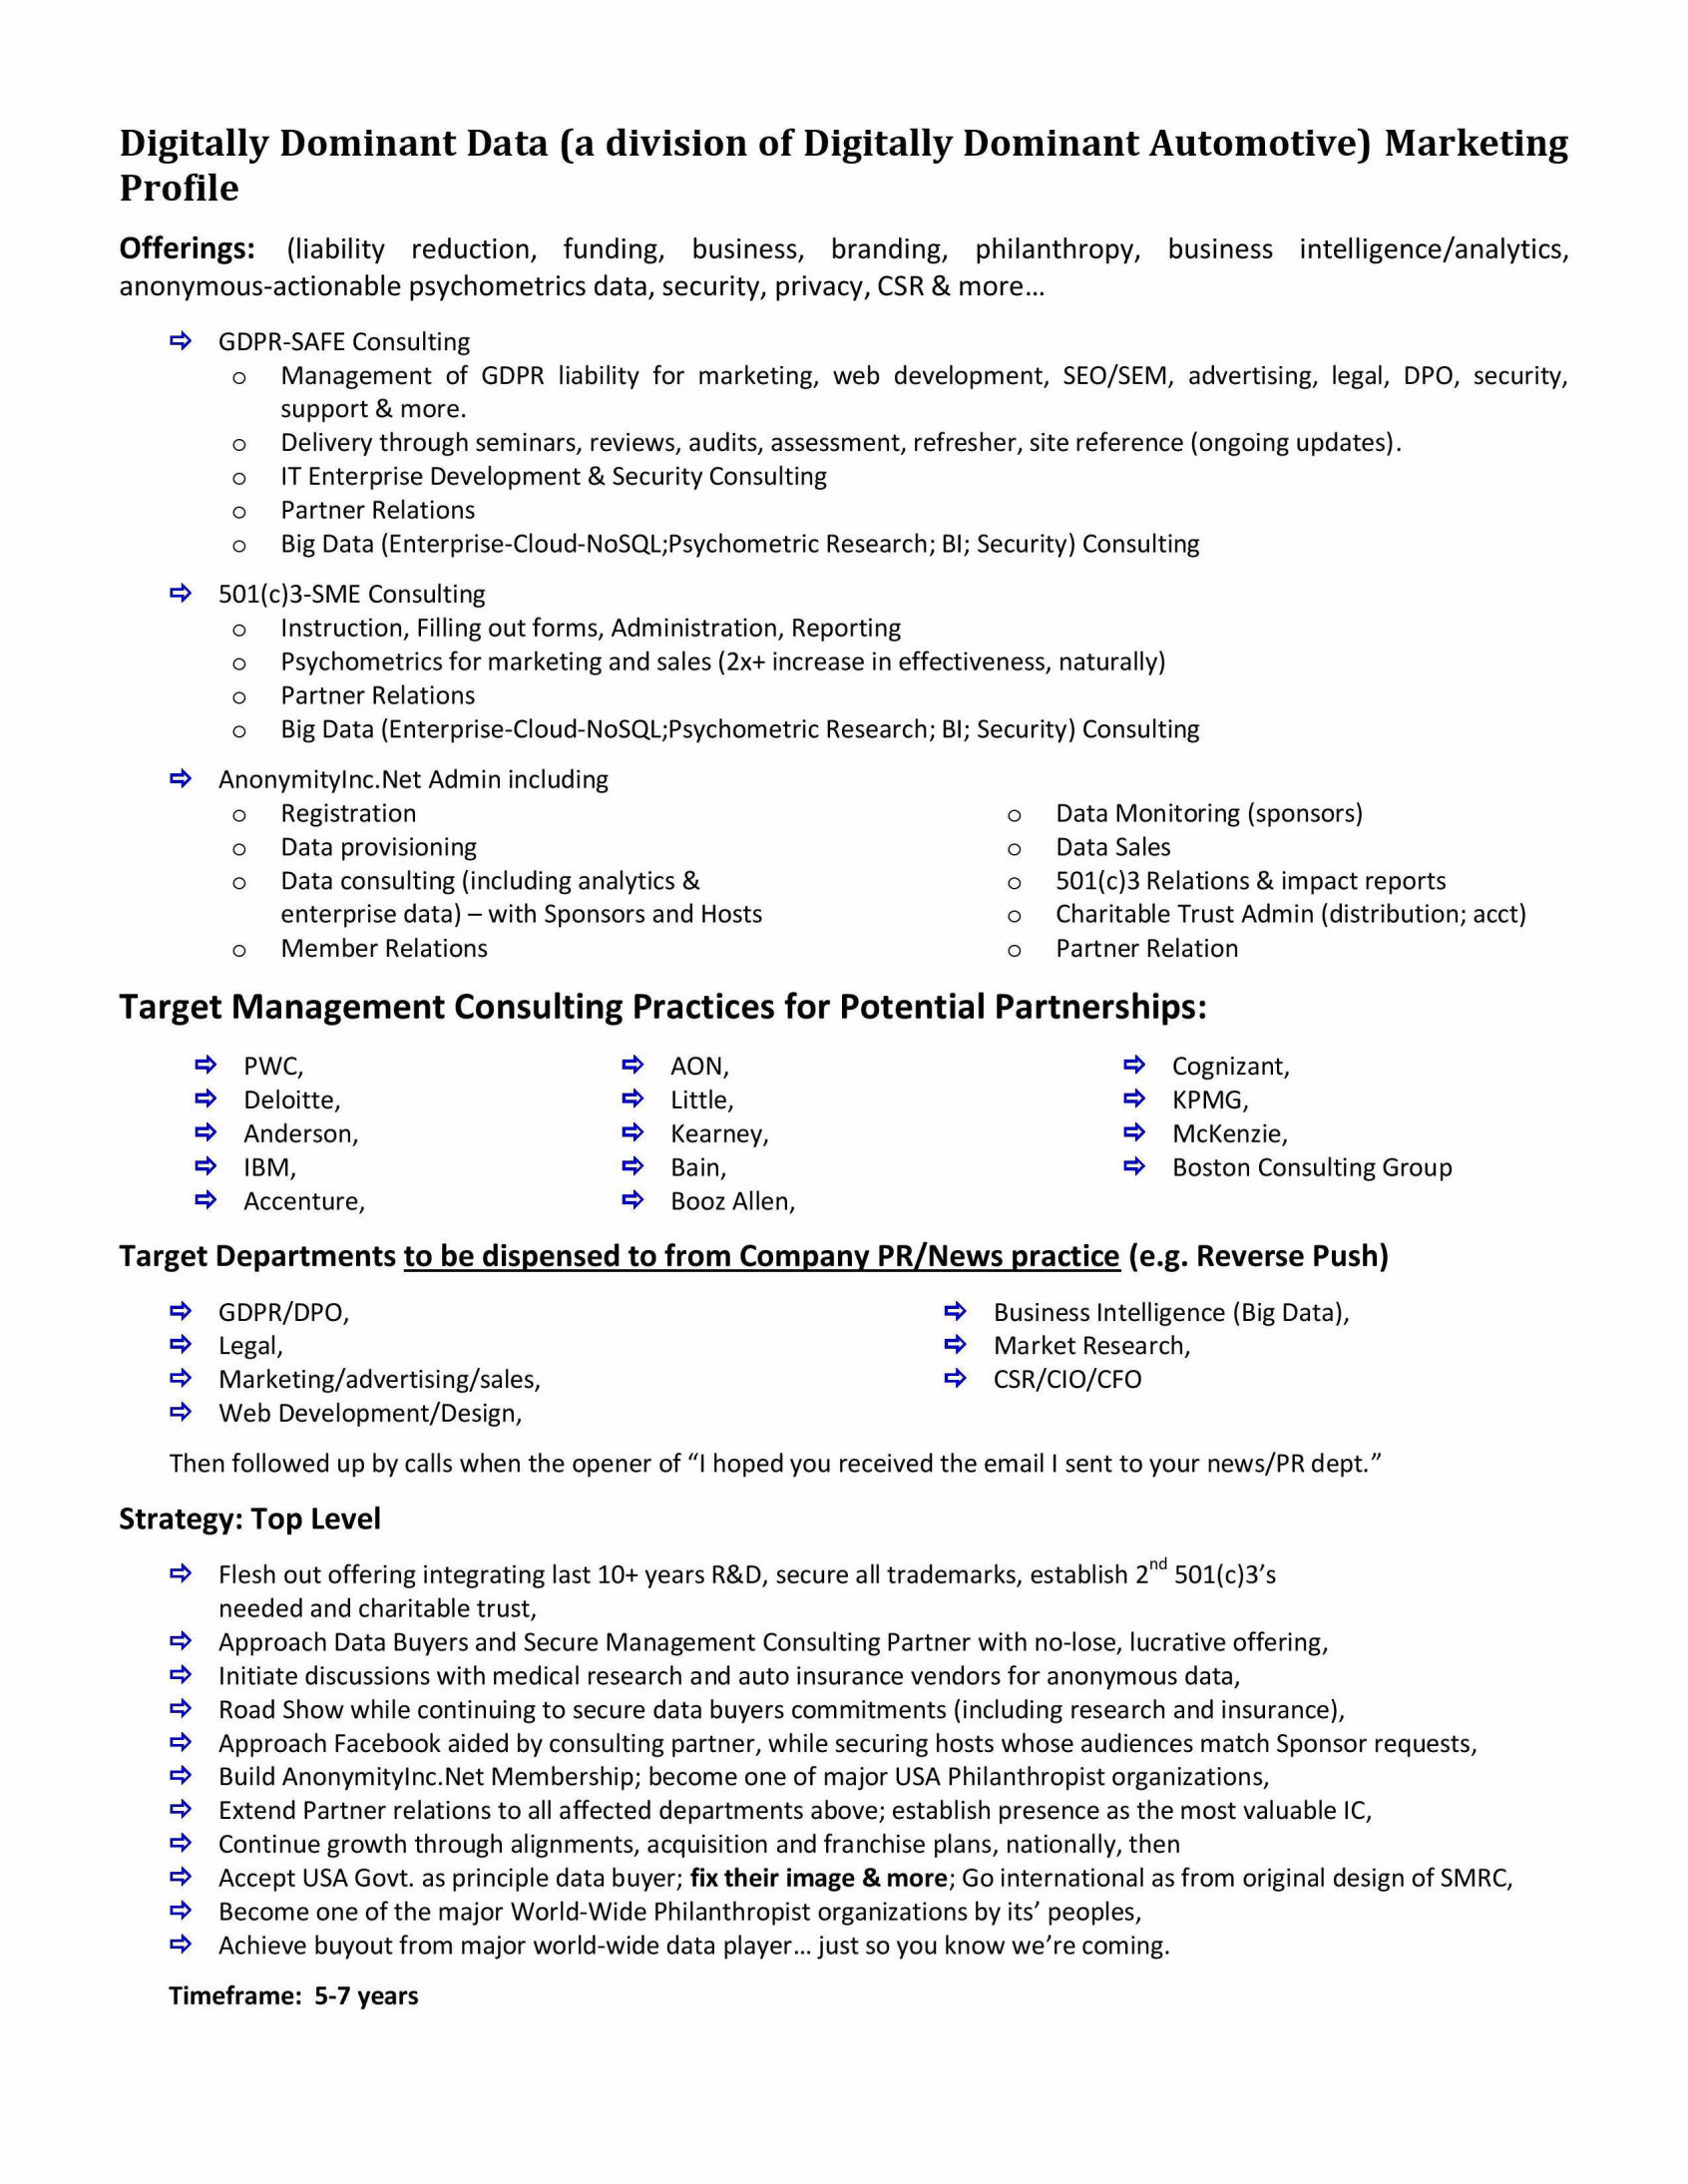 Digitally Dominant Data (a division of Digitally Dominant Automotive) Marketing
Profile
Offerings: (liability reduction, funding, business, branding, philanthropy, business intelligence/analytics,
anonymous-actionable psychometrics data, security, privacy, CSR & more…
⇨ GDPR-SAFE Consulting
o Management of GDPR liability for marketing, web development, SEO/SEM, advertising, legal, DPO, security,
support & more.
o Delivery through seminars, reviews, audits, assessment, refresher, site reference (ongoing updates).
o IT Enterprise Development & Security Consulting
o Partner Relations
o Big Data (Enterprise-Cloud-NoSQL;Psychometric Research; BI; Security) Consulting
⇨ 501(c)3-SME Consulting
o Instruction, Filling out forms, Administration, Reporting
o Psychometrics for marketing and sales (2x+ increase in effectiveness, naturally)
o Partner Relations
o Big Data (Enterprise-Cloud-NoSQL;Psychometric Research; BI; Security) Consulting
⇨ AnonymityInc.Net Admin including
o Registration
o Data provisioning
o Data consulting (including analytics &
enterprise data) – with Sponsors and Hosts
o Member Relations
o Data Monitoring (sponsors)
o Data Sales
o 501(c)3 Relations & impact reports
o Charitable Trust Admin (distribution; acct)
o Partner Relation
Target Management Consulting Practices for Potential Partnerships:
⇨ PWC,
⇨ Deloitte,
⇨ Anderson,
⇨ IBM,
⇨ Accenture,
⇨ AON,
⇨ Little,
⇨ Kearney,
⇨ Bain,
⇨ Booz Allen,
⇨ Cognizant,
⇨ KPMG,
⇨ McKenzie,
⇨ Boston Consulting Group
Target Departments to be dispensed to from Company PR/News practice (e.g. Reverse Push)
⇨ GDPR/DPO,
⇨ Legal,
⇨ Marketing/advertising/sales,
⇨ Web Development/Design,
⇨ Business Intelligence (Big Data),
⇨ Market Research,
⇨ CSR/CIO/CFO
Then followed up by calls when the opener of “I hoped you received the email I sent to your news/PR dept.”
Strategy: Top Level
⇨ Flesh out offering integrating last 10+ years R&D, secure all trademarks, establish 2nd 501(c)3’s
needed and charitable trust,
⇨ Approach Data Buyers and Secure Management Consulting Partner with no-lose, lucrative offering,
⇨ Initiate discussions with medical research and auto insurance vendors for anonymous data,
⇨ Road Show while continuing to secure data buyers commitments (including research and insurance),
⇨ Approach Facebook aided by consulting partner, while securing hosts whose audiences match Sponsor requests,
⇨ Build AnonymityInc.Net Membership; become one of major USA Philanthropist organizations,
⇨ Extend Partner relations to all affected departments above; establish presence as the most valuable IC,
⇨ Continue growth through alignments, acquisition and franchise plans, nationally, then
⇨ Accept USA Govt. as principle data buyer; fix their image & more; Go international as from original design of SMRC,
⇨ Become one of the major World-Wide Philanthropist organizations by its’ peoples,
⇨ Achieve buyout from major world-wide data player… just so you know we’re coming.
Timeframe: 5-7 years